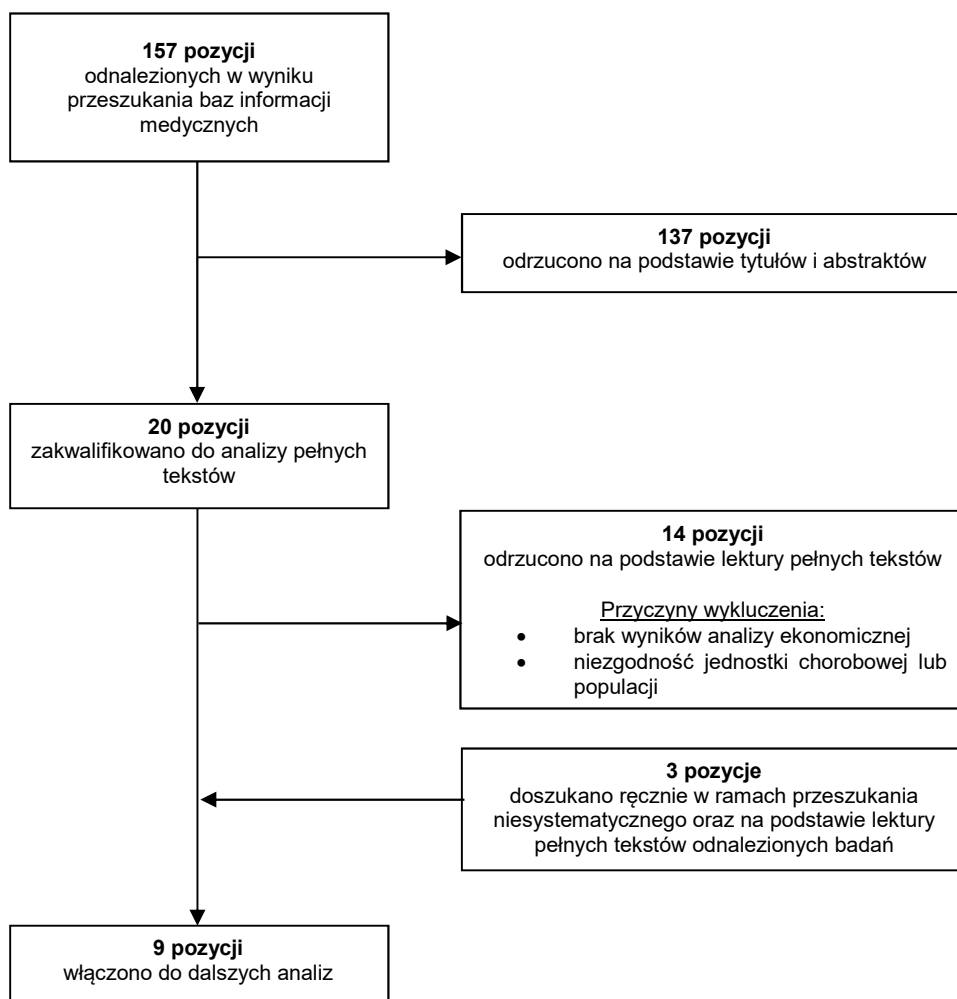 157 pozycji
odnalezionych w wyniku
przeszukania baz informacji
medycznych
137 pozycji
odrzucono na podstawie tytułów i abstraktów
20 pozycji
zakwalifikowano do analizy pełnych
tekstów
14 pozycji
odrzucono na podstawie lektury pełnych tekstów
Przyczyny wykluczenia:
• brak wyników analizy ekonomicznej
• niezgodność jednostki chorobowej lub
populacji
3 pozycje
doszukano ręcznie w ramach przeszukania
niesystematycznego oraz na podstawie lektury
pełnych tekstów odnalezionych badań
9 pozycji
włączono do dalszych analiz